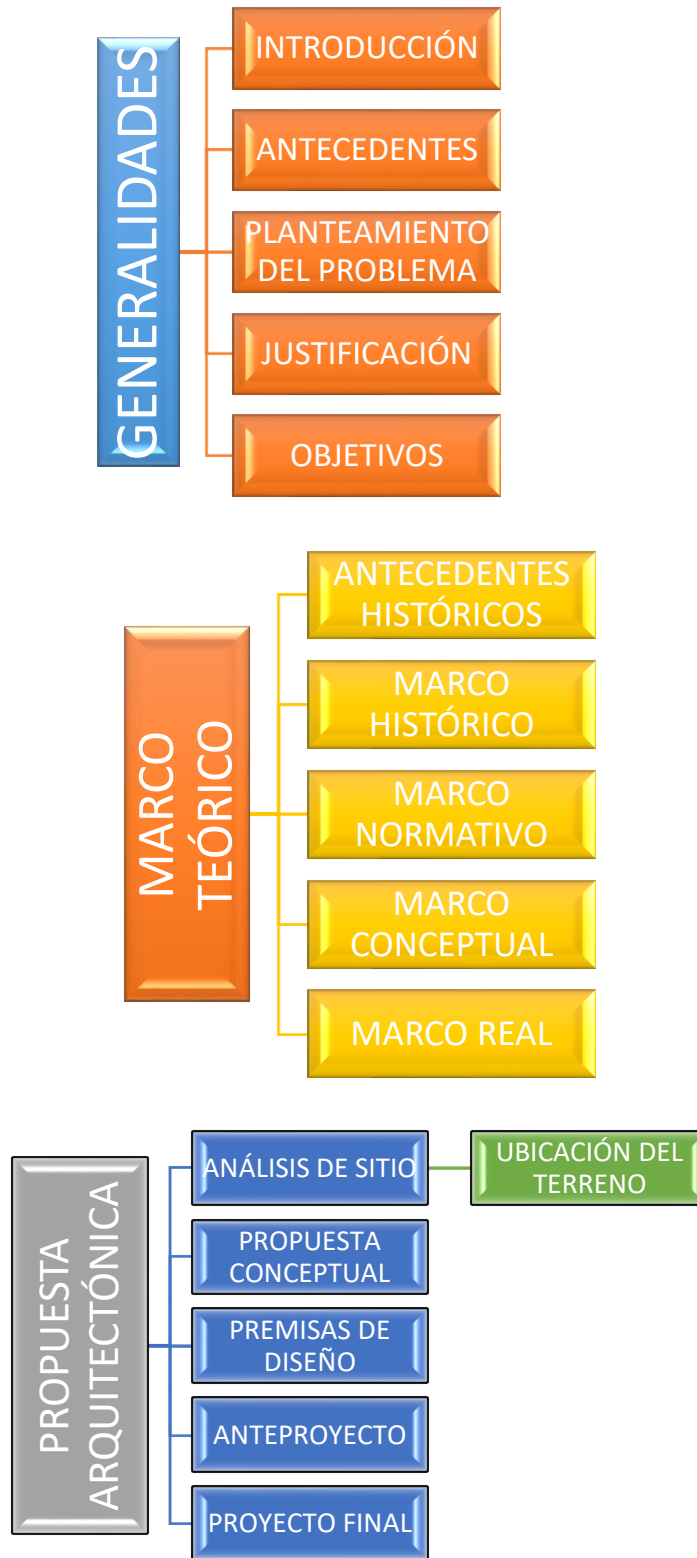 GENERALIDADES
INTRODUCCIÓN
ANTECEDENTES
PLANTEAMIENTO
DEL PROBLEMA
JUSTIFICACIÓN
OBJETIVOS
MARCO
TEÓRICO
ANTECEDENTES
HISTÓRICOS
MARCO
HISTÓRICO
MARCO
NORMATIVO
MARCO
CONCEPTUAL
MARCO REAL
PROPUESTA
ARQUITECTÓNICA
ANÁLISIS DE SITIO
UBICACIÓN DEL
TERRENO
PROPUESTA
CONCEPTUAL
PREMISAS DE
DISEÑO
ANTEPROYECTO
PROYECTO FINAL